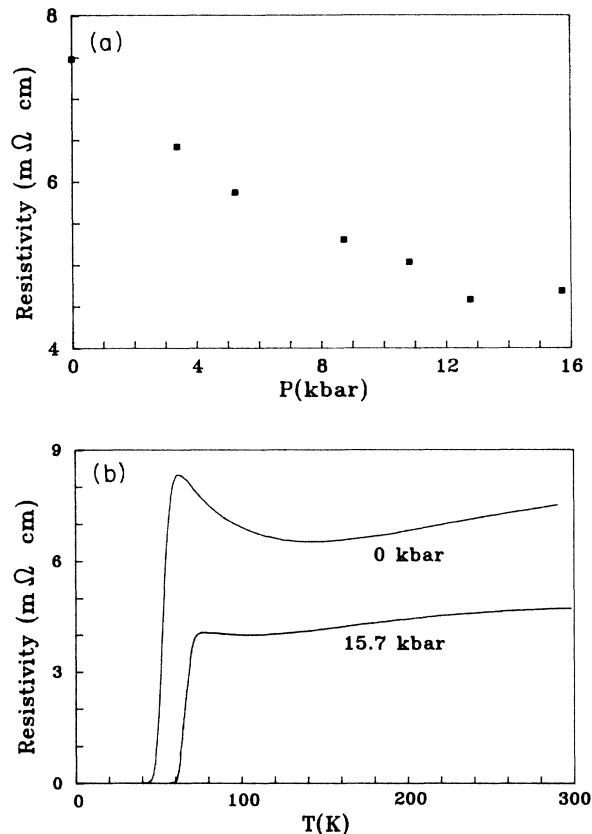 (a)
8
6
4
Resistivity (m Ω cm)
0 4 8 12 16
P(kbar)
(b)
9
6
3
0
Resistivity (m Ω cm)
0 kbar
15.7 kbar
0 100 200 300
T(K)